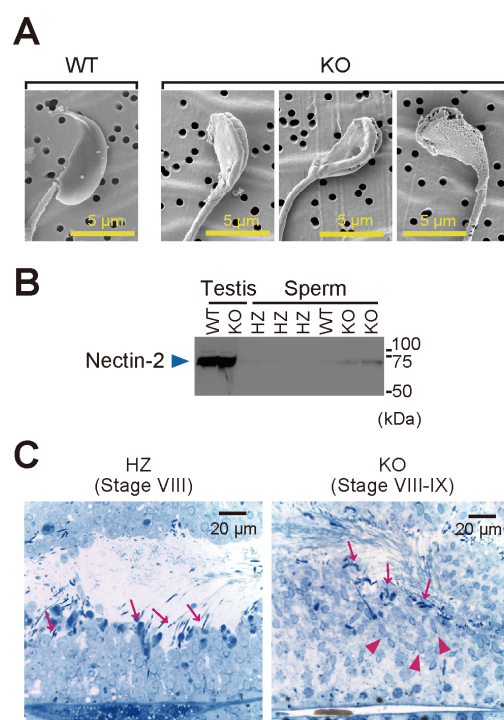 A
WT KO
5 µm 5 µm 5 µm 5 µm
B
Testis Sperm
WT KO HZ HZ HZ WT KO KO
Nectin-2
100
75
50
(kDa)
C
HZ KO
(Stage VIII) (Stage VIII-IX)
20 µm 20 µm